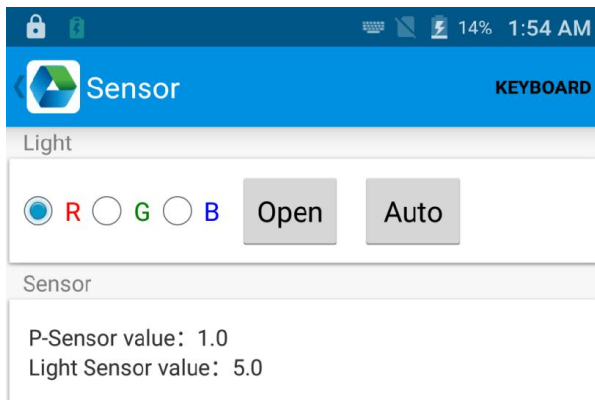 14% 1:54 AM
Sensor KEYBOARD
Light
R G B Open Auto
Sensor
P-Sensor value：1.0
Light Sensor value：5.0